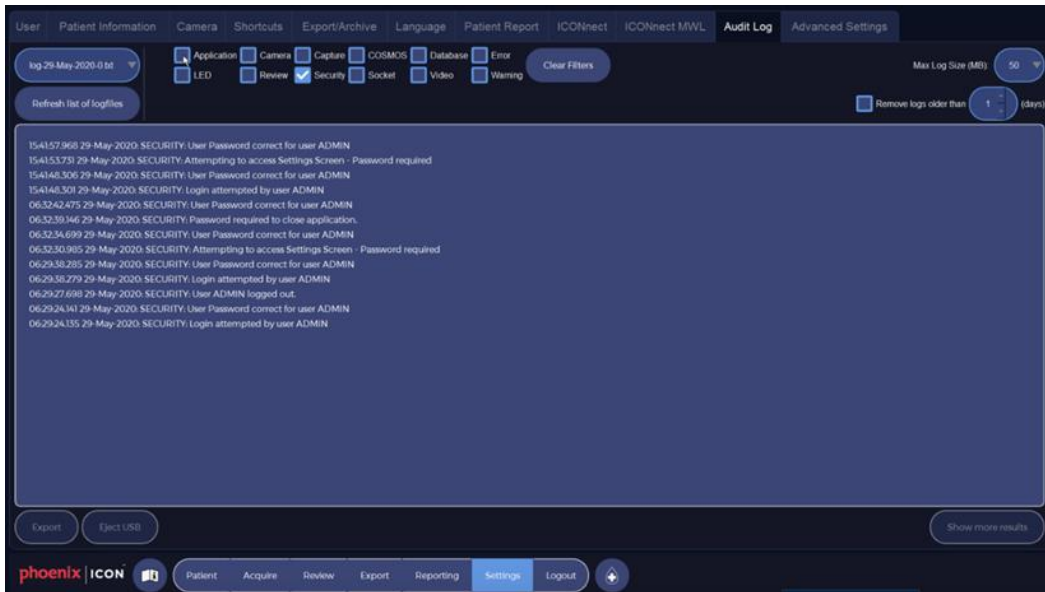 User Patient Information Camera Shortcuts Export/Archive Language Patient Report ICONnect ICONnect MWL Audit Log Advanced Settings
log-29-May-2020-0.txt Application Camera Capture COSMOS Database Error Clear Filters Max Log Size (MB): 50
LED Review Security Socket Video Warning
Refresh list of logfiles Remove logs older than 1 (days)
15:41:57.968 29-May-2020: SECURITY: User Password correct for user ADMIN
15:41:53.731 29-May-2020: SECURITY: Attempting to access Settings Screen - Password required
15:41:48.306 29-May-2020: SECURITY: User Password correct for user ADMIN
15:41:48.301 29-May-2020: SECURITY: Login attempted by user ADMIN
06:32:42.475 29-May-2020: SECURITY: User Password correct for user ADMIN
06:32:39.146 29-May-2020: SECURITY: Password required to close application.
06:32:34.699 29-May-2020: SECURITY: User Password correct for user ADMIN
06:32:30.985 29-May-2020: SECURITY: Attempting to access Settings Screen - Password required
06:29:38.285 29-May-2020: SECURITY: User Password correct for user ADMIN
06:29:38.279 29-May-2020: SECURITY: Login attempted by user ADMIN
06:29:27.698 29-May-2020: SECURITY: User ADMIN logged out.
06:29:24.141 29-May-2020: SECURITY: User Password correct for user ADMIN
06:29:24.135 29-May-2020: SECURITY: Login attempted by user ADMIN
Export Eject USB Show more results
phoenix | ICON Patient Acquire Review Export Reporting Settings Logout